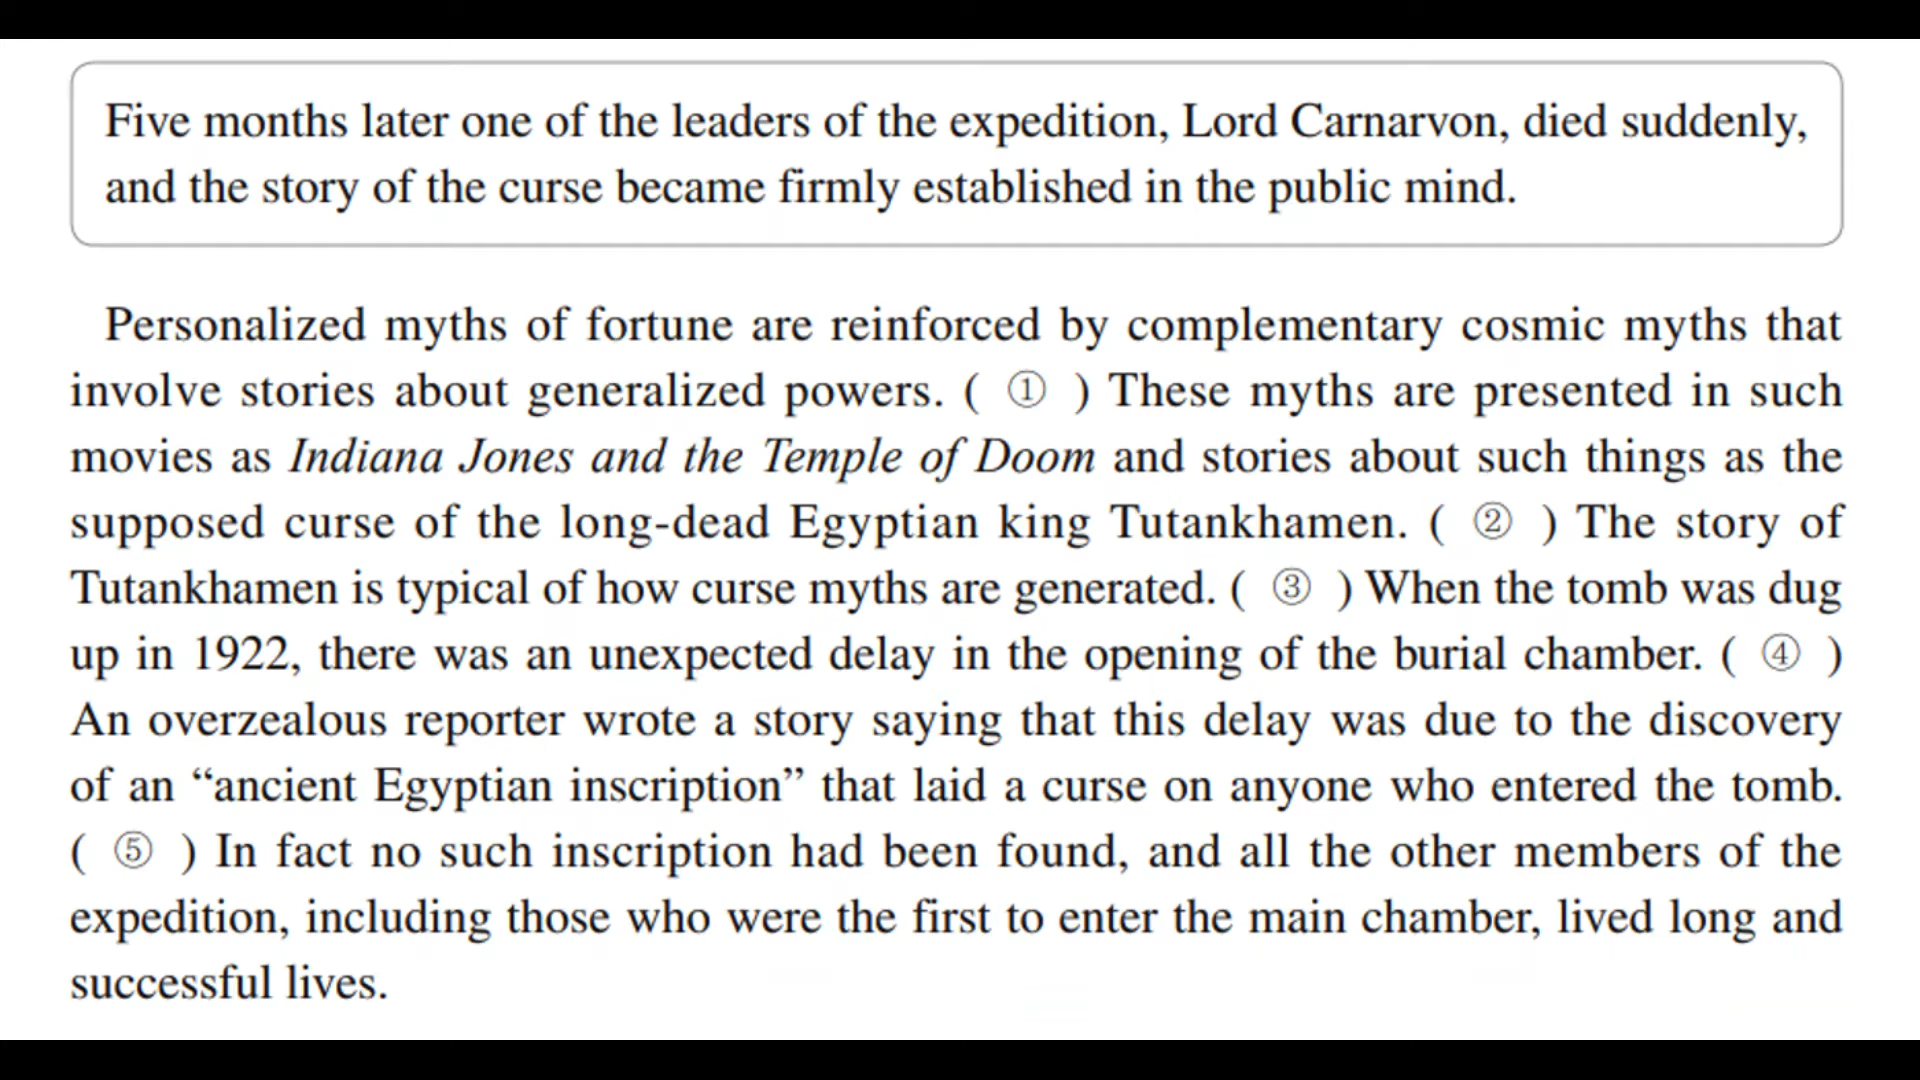 Five months later one of the leaders of the expedition, Lord Carnarvon, died suddenly,
and the story of the curse became firmly established in the public mind.
Personalized myths of fortune are reinforced by complementary cosmic myths that
involve stories about generalized powers. ( ① ) These myths are presented in such
movies as Indiana Jones and the Temple of Doom and stories about such things as the
supposed curse of the long-dead Egyptian king Tutankhamen. ( ② ) The story of
Tutankhamen is typical of how curse myths are generated. ( ③ ) When the tomb was dug
up in 1922, there was an unexpected delay in the opening of the burial chamber. ( ④ )
An overzealous reporter wrote a story saying that this delay was due to the discovery
of an “ancient Egyptian inscription” that laid a curse on anyone who entered the tomb.
( ⑤ ) In fact no such inscription had been found, and all the other members of the
expedition, including those who were the first to enter the main chamber, lived long and
successful lives.